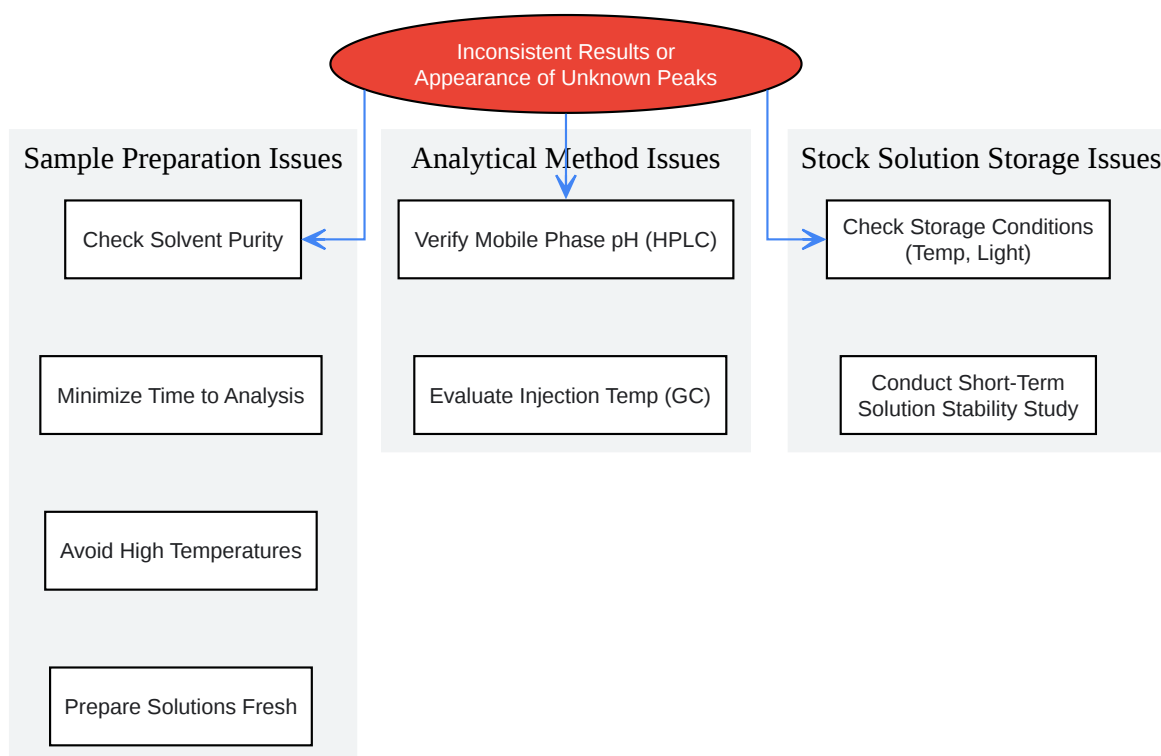 Inconsistent Results or
Appearance of Unknown Peaks
Sample Preparation Issues
Check Solvent Purity
Minimize Time to Analysis
Avoid High Temperatures
Prepare Solutions Fresh
Analytical Method Issues
Verify Mobile Phase pH (HPLC)
Evaluate Injection Temp (GC)
Stock Solution Storage Issues
Check Storage Conditions
(Temp, Light)
Conduct Short-Term
Solution Stability Study